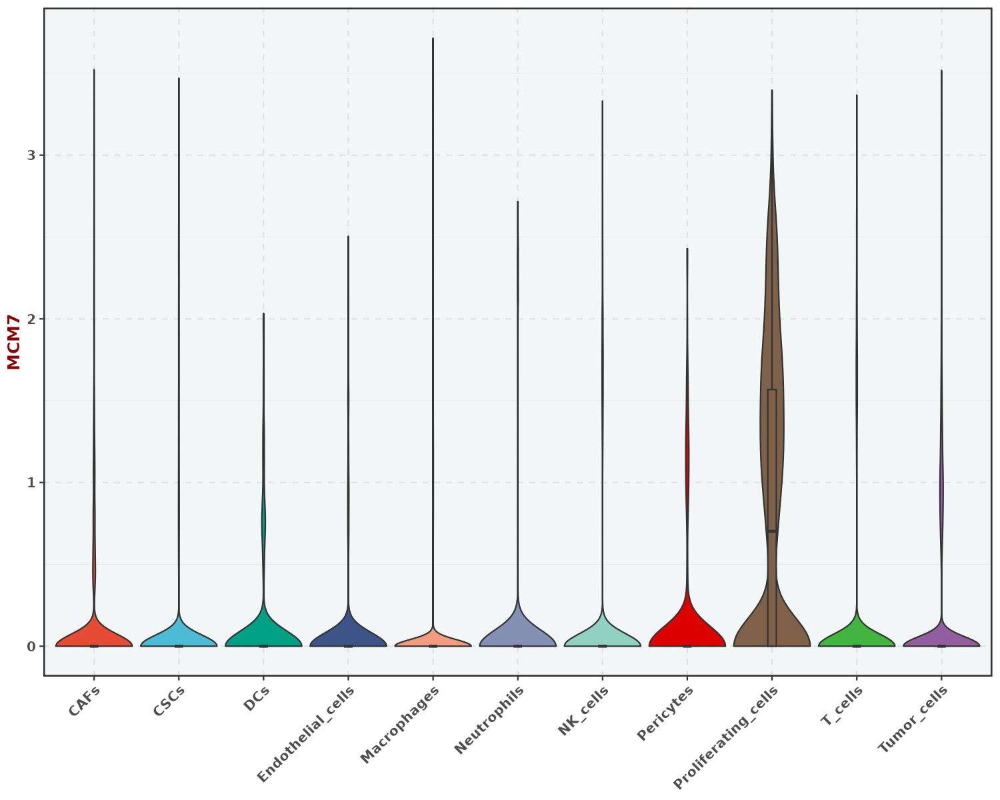 MCM7
3
2
1
0
CAFs
CSCs
DCs
Endothelial_cells
Macrophages
Neutrophils
NK_cells
Pericytes
Proliferating_cells
T_cells
Tumor_cells